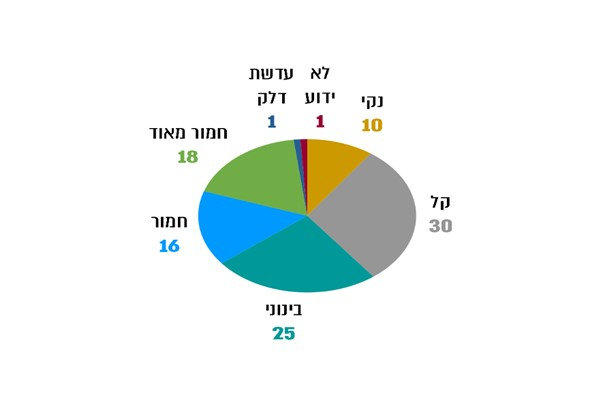 לא
ידוע
1
עדשת
דלק
1
נקי
10
חמור מאוד
18
קל
30
חמור
16
בינוני
25